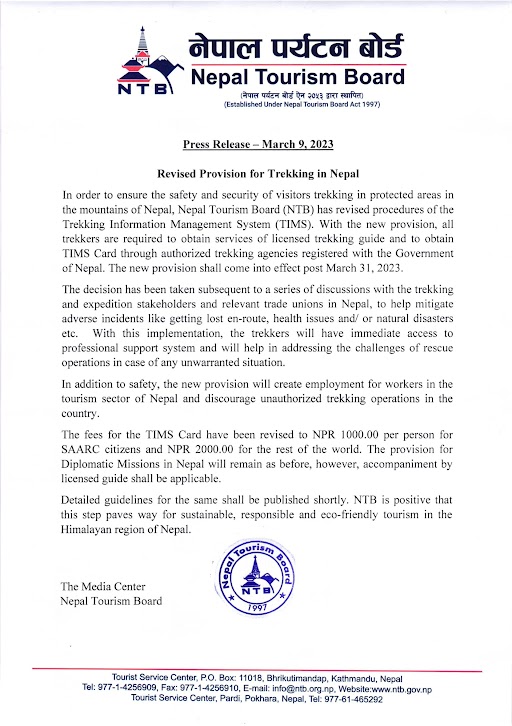 NTB
नेपाल पर्यटन बोर्ड
Nepal Tourism Board
(नेपाल पर्यटन बोर्ड ऐन २०५३ द्वारा स्थापित)
(Established Under Nepal Tourism Board Act 1997)
Press Release – March 9, 2023
Revised Provision for Trekking in Nepal
In order to ensure the safety and security of visitors trekking in protected areas in
the mountains of Nepal, Nepal Tourism Board (NTB) has revised procedures of the
Trekking Information Management System (TIMS). With the new provision, all
trekkers are required to obtain services of licensed trekking guide and to obtain
TIMS Card through authorized trekking agencies registered with the Government
of Nepal. The new provision shall come into effect post March 31, 2023.
The decision has been taken subsequent to a series of discussions with the trekking
and expedition stakeholders and relevant trade unions in Nepal, to help mitigate
adverse incidents like getting lost en-route, health issues and/ or natural disasters
etc. With this implementation, the trekkers will have immediate access to
professional support system and will help in addressing the challenges of rescue
operations in case of any unwarranted situation.
In addition to safety, the new provision will create employment for workers in the
tourism sector of Nepal and discourage unauthorized trekking operations in the
country.
The fees for the TIMS Card have been revised to NPR 1000.00 per person for
SAARC citizens and NPR 2000.00 for the rest of the world. The provision for
Diplomatic Missions in Nepal will remain as before, however, accompaniment by
licensed guide shall be applicable.
Detailed guidelines for the same shall be published shortly. NTB is positive that
this step paves way for sustainable, responsible and eco-friendly tourism in the
Himalayan region of Nepal.
Nepal Tourism Board
NTB
1997
The Media Center
Nepal Tourism Board
Tourist Service Center, P.O. Box: 11018, Bhrikutimandap, Kathmandu, Nepal
Tel: 977-1-4256909, Fax: 977-1-4256910, E-mail: info@ntb.org.np, Website:www.ntb.gov.np
Tourist Service Center, Pardi, Pokhara, Nepal, Tel: 977-61-465292